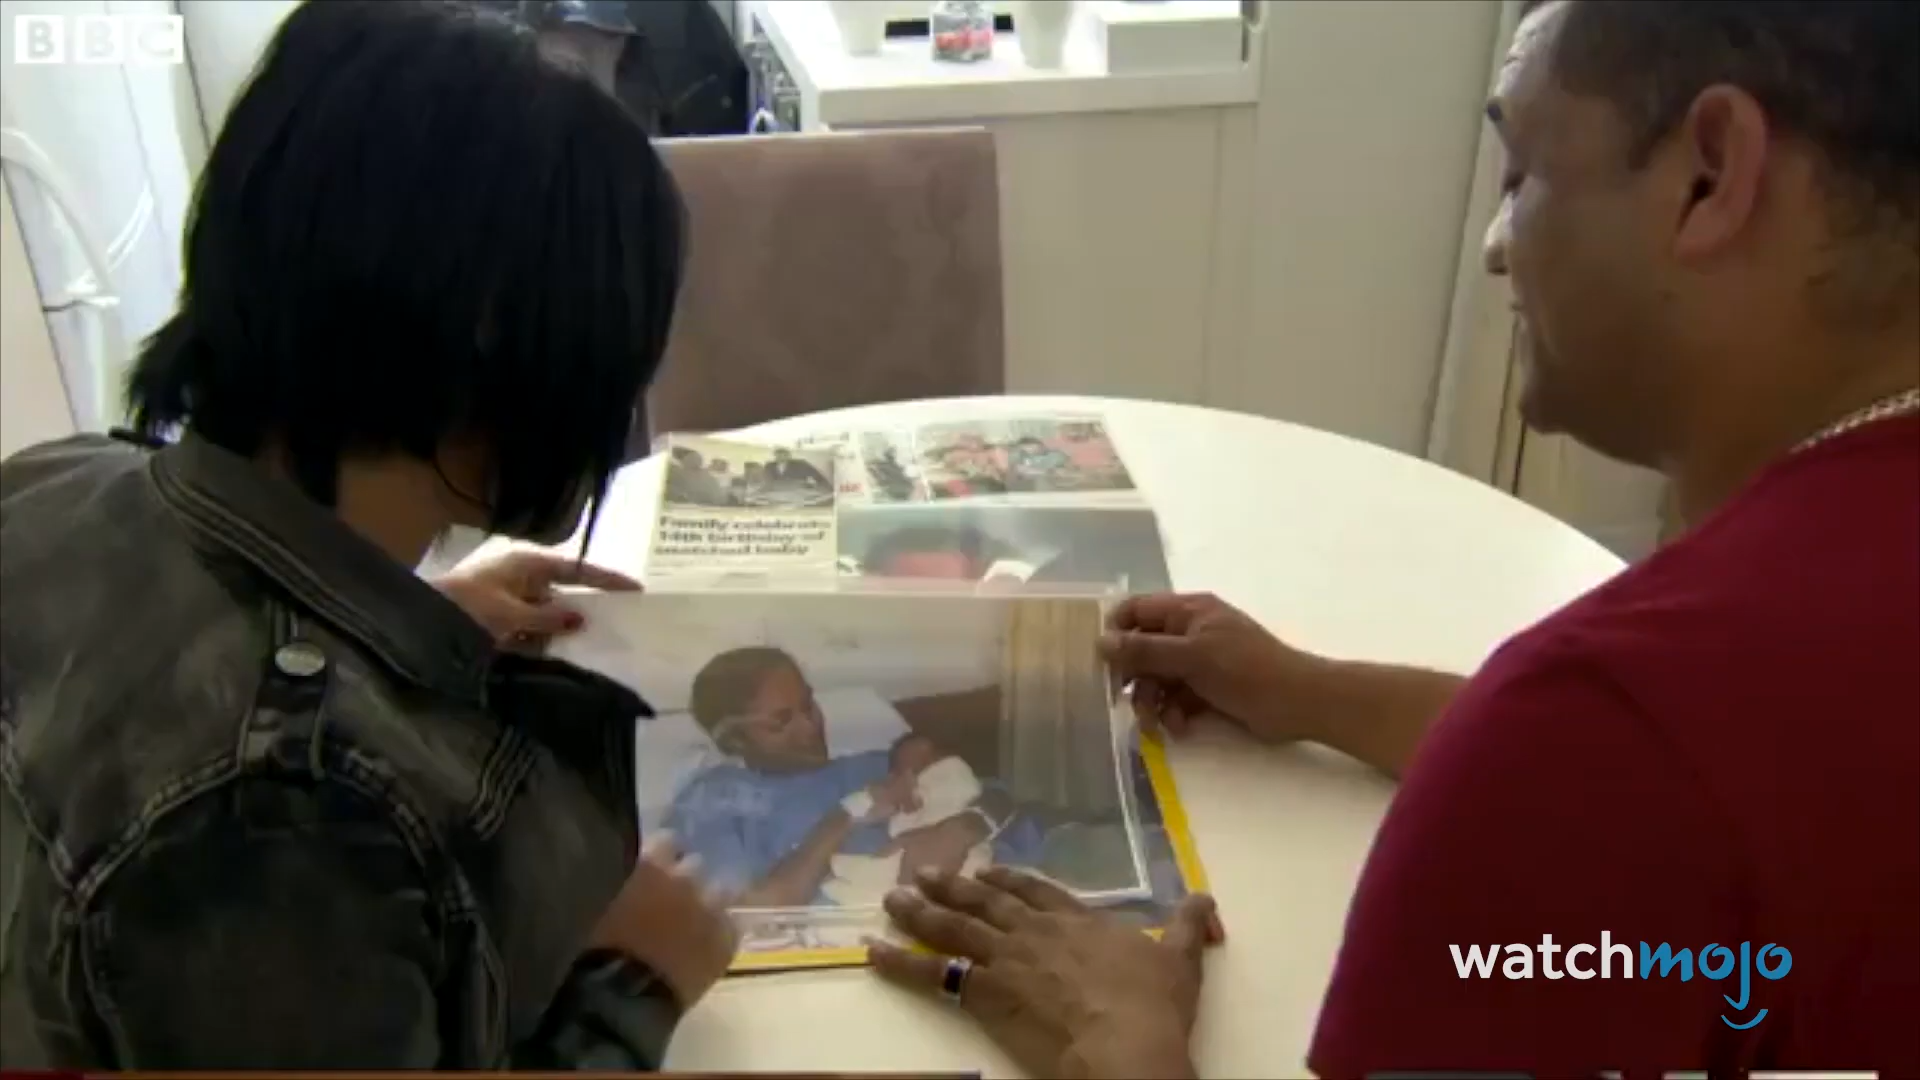 BBC
Family celebrate
14th birthday of
snatched baby
watchmojo